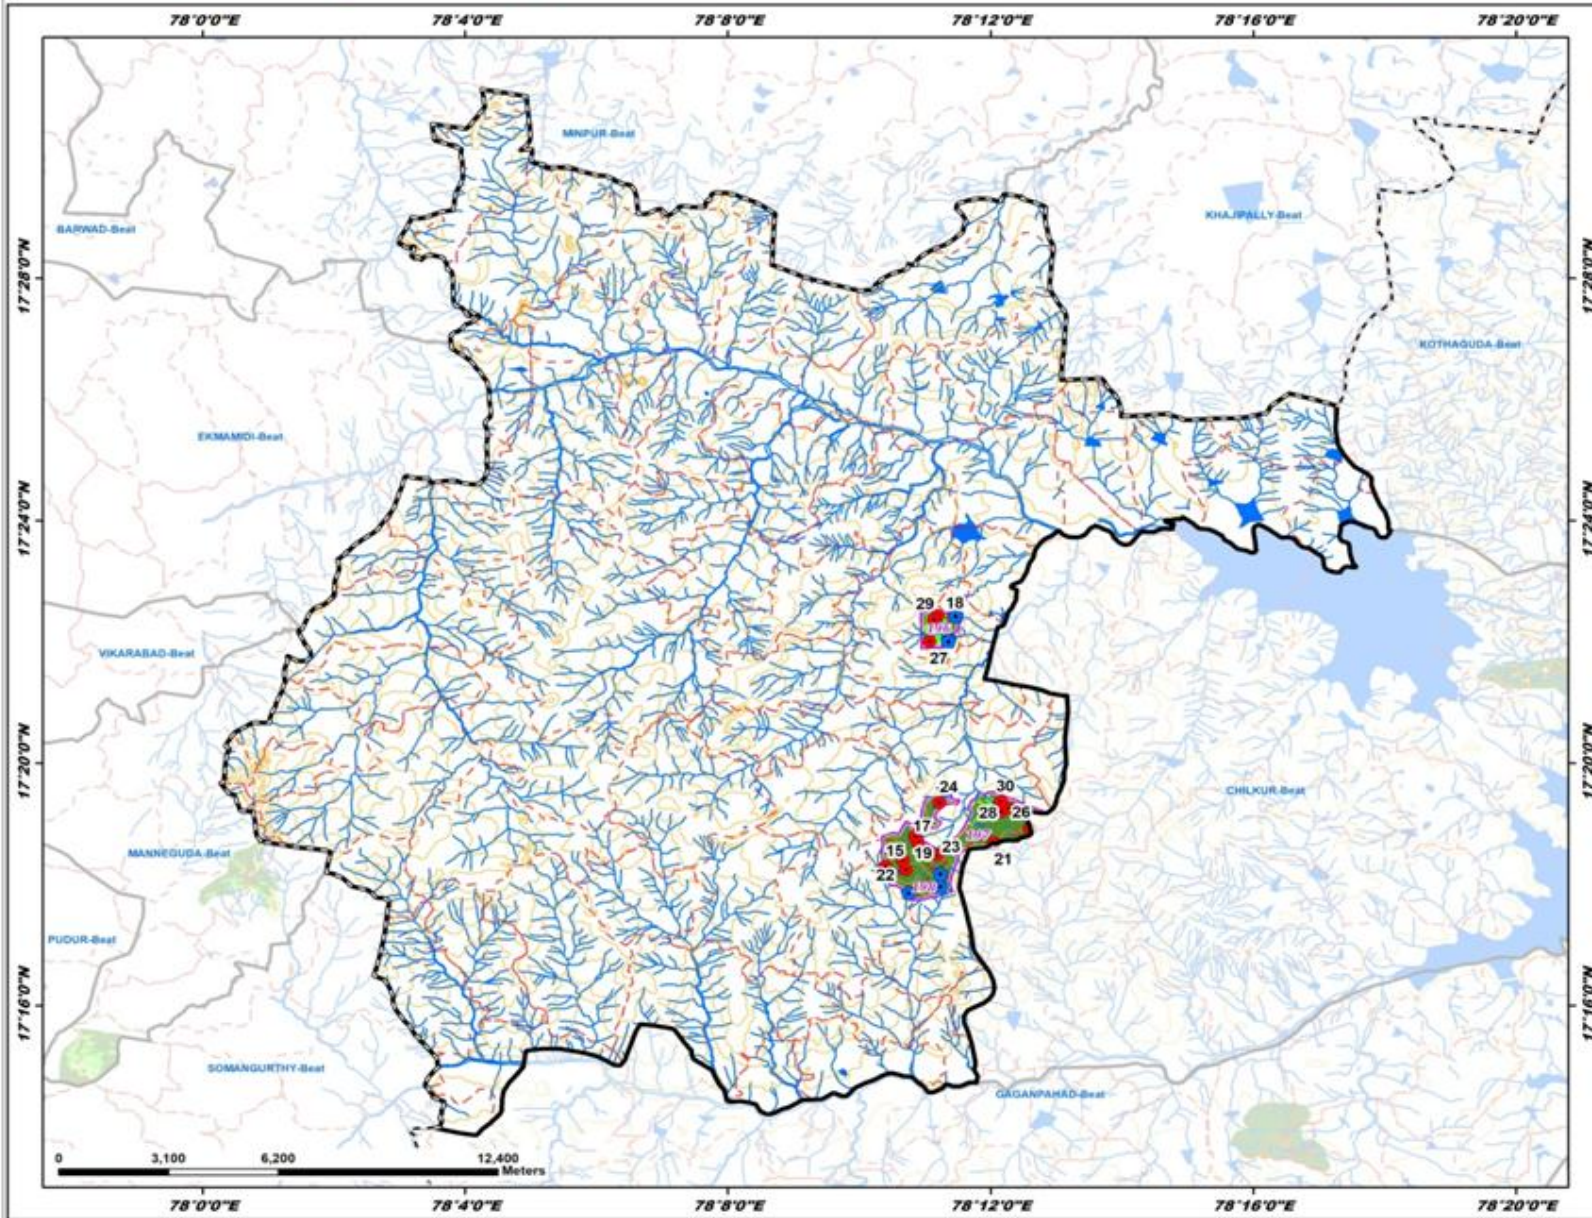 78°0'0"E 78°4'0"E 78°8'0"E 78°12'0"E 78°16'0"E 78°20'0"E
MINPUR-Beat
BARWAD-Beat
KHAJIPALLY-Beat
17°28'0"N 17°28'0"N
KOTHAGUDA-Beat
EKMAMIDI-Beat
17°24'0"N 17°24'0"N
29 18
27
VIKARABAD-Beat
17°20'0"N 17°20'0"N
24 30
CHILKUR-Beat
28 26
17
197
15 19 23
MANNEGUDA-Beat
21
22
198
PUDUR-Beat
17°16'0"N 17°16'0"N
SOMANGURTHY-Beat
GAGANPAHAD-Beat
0 3,100 6,200 12,400
Meters
78°0'0"E 78°4'0"E 78°8'0"E 78°12'0"E 78°16'0"E 78°20'0"E